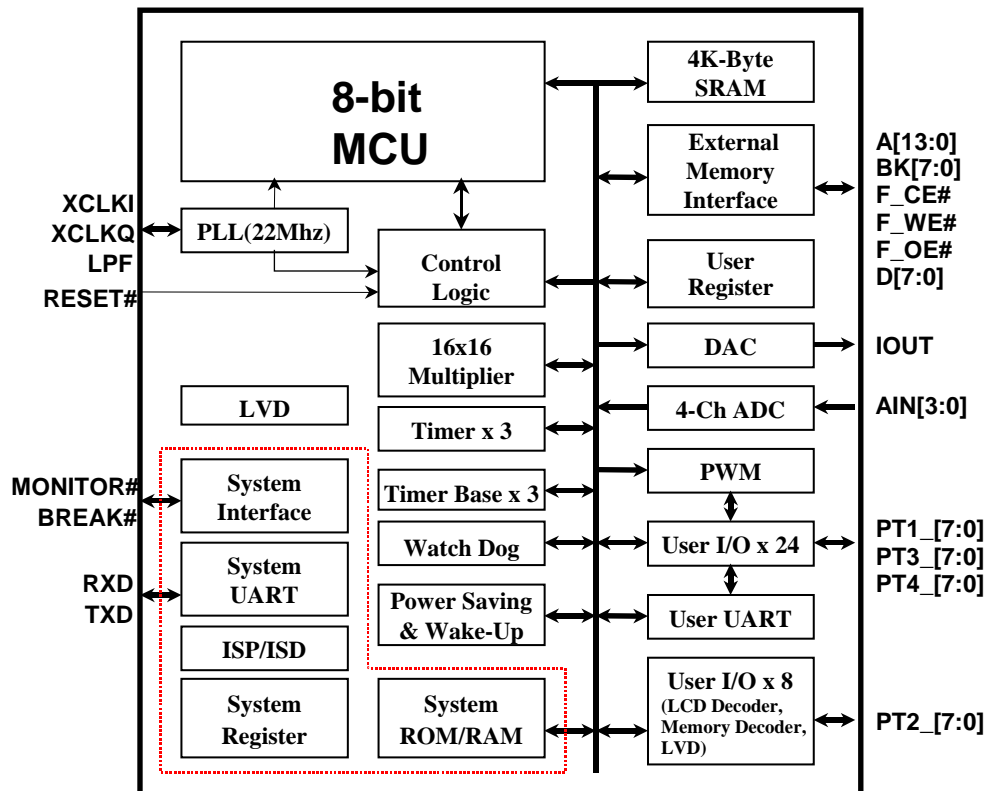 8-bit
MCU
4K-Byte
SRAM
External
Memory
Interface
A[13:0]
BK[7:0]
F_CE#
F_WE#
F_OE#
D[7:0]
XCLKI
XCLKQ
LPF
RESET#
PLL(22Mhz)
Control
Logic
User
Register
16x16
Multiplier
DAC
IOUT
LVD
Timer x 3
4-Ch ADC
AIN[3:0]
MONITOR#
BREAK#
System
Interface
Timer Base x 3
PWM
Watch Dog
User I/O x 24
PT1_[7:0]
PT3_[7:0]
PT4_[7:0]
RXD
TXD
System
UART
Power Saving
& Wake-Up
User UART
ISP/ISD
System
Register
System
ROM/RAM
User I/O x 8
(LCD Decoder,
Memory Decoder,
LVD)
PT2_[7:0]